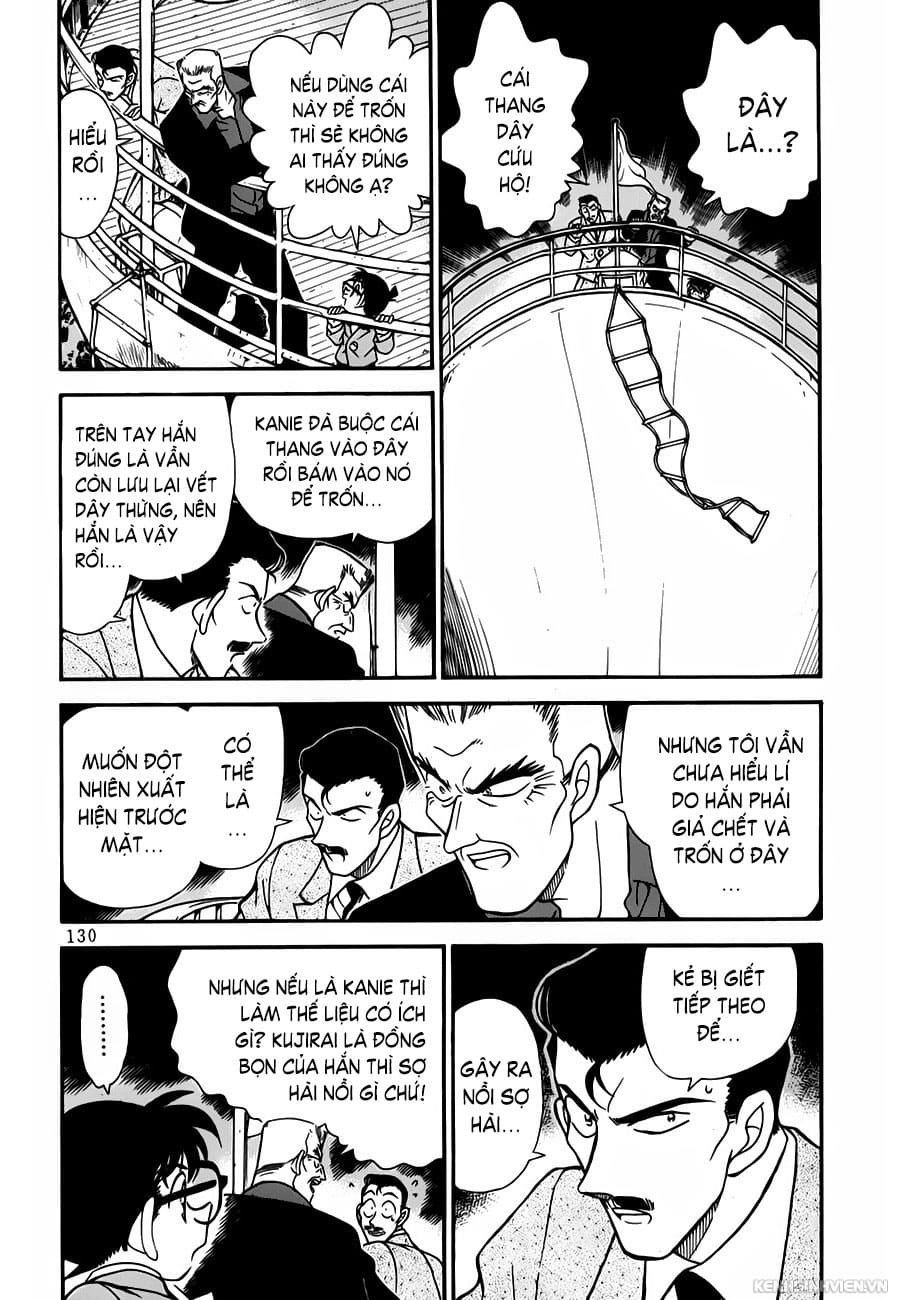 ĐÂY
LÀ...?
CÁI
THANG
DÂY
CỨU
HỘ!
NẾU DÙNG CÁI
NÀY ĐỂ TRỐN
THÌ SẼ KHÔNG
AI THẤY ĐÚNG
KHÔNG Ạ?
HIỂU
RỒI
...
KANIE ĐÃ BUỘC CÁI
THANG VÀO ĐÂY
RỒI BÁM VÀO NÓ
ĐỂ TRỐN...
TRÊN TAY HẮN
ĐÚNG LÀ VẪN
CÒN LƯU LẠI VẾT
DÂY THỪNG, NÊN
HẲN LÀ VẬY
RỒI...
NHƯNG TÔI VẪN
CHƯA HIỂU LÍ
DO HẮN PHẢI
GIẢ CHẾT VÀ
TRỐN Ở ĐÂY
...
CÓ
THỂ
LÀ
...
MUỐN ĐỘT
NHIÊN XUẤT
HIỆN TRƯỚC
MẶT...
130
KẺ BỊ GIẾT
TIẾP THEO
ĐỂ...
GÂY RA
NỖI SỢ
HÃI...
NHƯNG NẾU LÀ KANIE THÌ
LÀM THẾ LIỆU CÓ ÍCH
GÌ? KUJIRAI LÀ ĐỒNG
BỌN CỦA HẮN THÌ SỢ
HÃI NỖI GÌ CHỨ!
.........
KENHSINHVIEN.VN